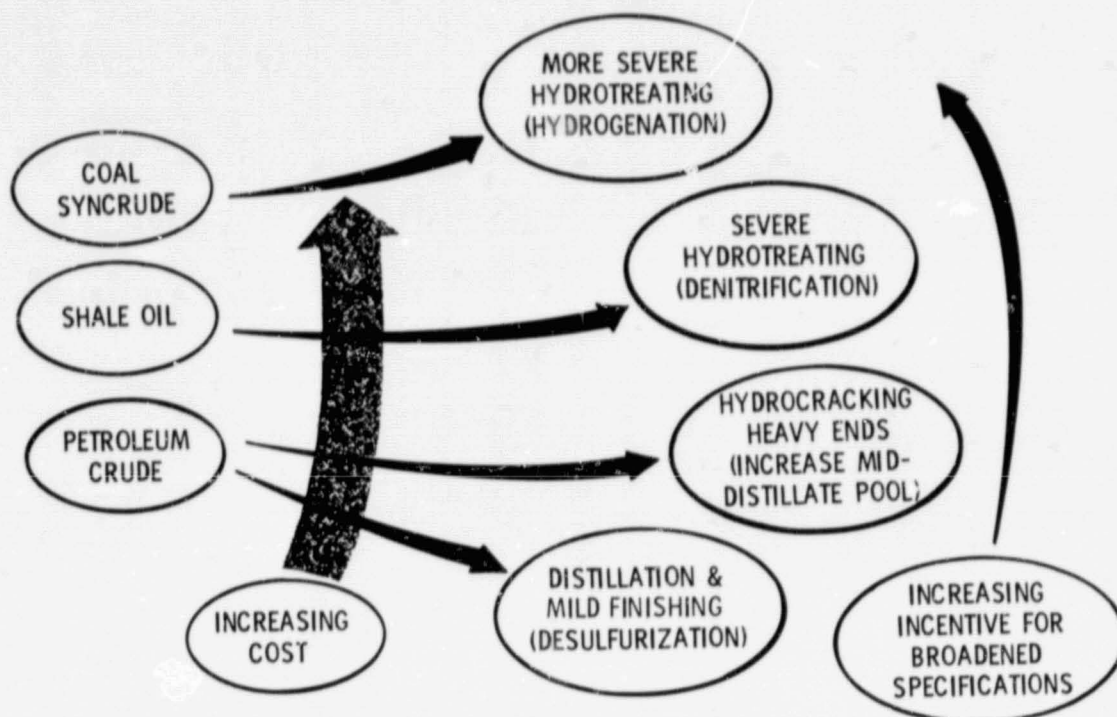 MORE SEVERE
HYDROTREATING
(HYDROGENATION)
COAL
SYNCRUDE
SEVERE
HYDROTREATING
(DENITRIFICATION)
SHALE OIL
HYDROCRACKING
HEAVY ENDS
(INCREASE MID-
DISTILLATE POOL)
PETROLEUM
CRUDE
DISTILLATION &
MILD FINISHING
(DESULFURIZATION)
INCREASING
COST
INCREASING
INCENTIVE FOR
BROADENED
SPECIFICATIONS